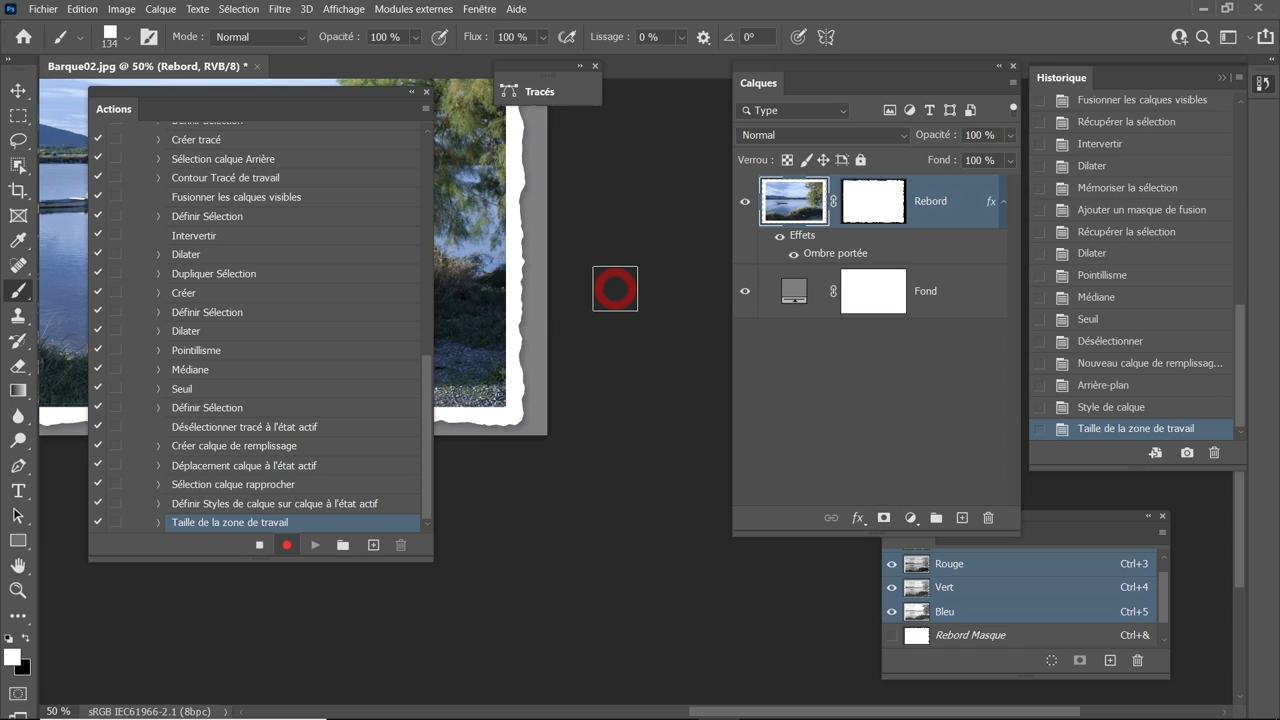 Ps Fichier Edition Image Calque Texte Sélection Filtre 3D Affichage Modules externes Fenêtre Aide
134 Mode : Normal Opacité : 100 % Flux : 100 % Lissage : 0 % 0°
Barque02.jpg @ 50% (Rebord, RVB/8) *
Actions
Créer tracé
Sélection calque Arrière
Contour Tracé de travail
Fusionner les calques visibles
Définir Sélection
Intervertir
Dilater
Dupliquer Sélection
Créer
Définir Sélection
Dilater
Pointillisme
Médiane
Seuil
Définir Sélection
Désélectionner tracé à l'état actif
Créer calque de remplissage
Déplacement calque à l'état actif
Sélection calque rapprocher
Définir Styles de calque sur calque à l'état actif
Taille de la zone de travail
Tracés
Calques
Type
Normal Opacité : 100 %
Verrou : Fond : 100 %
Rebord fx
Effets
Ombre portée
Fond
fx
Historique
Fusionner les calques visibles
Récupérer la sélection
Intervertir
Dilater
Mémoriser la sélection
Ajouter un masque de fusion
Récupérer la sélection
Dilater
Pointillisme
Médiane
Seuil
Désélectionner
Nouveau calque de remplissag...
Arrière-plan
Style de calque
Taille de la zone de travail
Rouge Ctrl+3
Vert Ctrl+4
Bleu Ctrl+5
Rebord Masque Ctrl+&
50 % sRGB IEC61966-2.1 (8bpc)